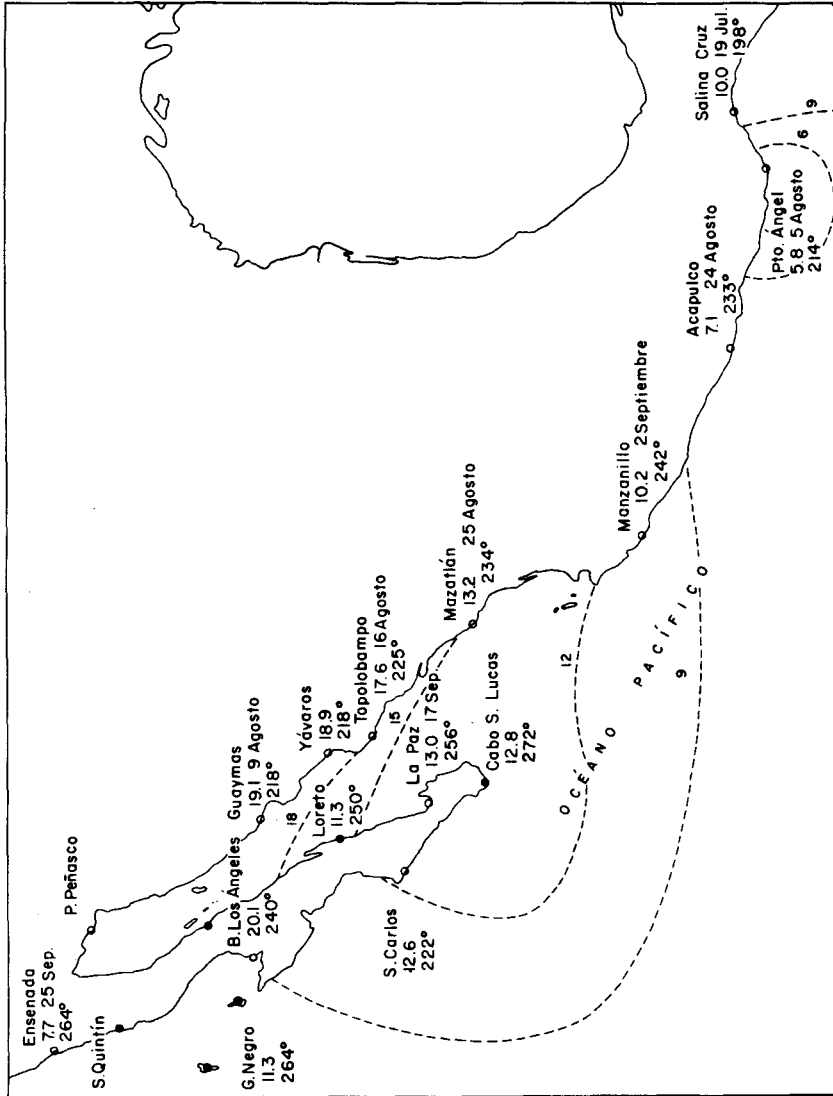 Ensenada
7.7 25 Sep.
264°
S.Quintín
G.Negro
11.3
264°
P. Peñasco
B.Los Angeles
20.1
240°
Guaymas
19.1 9 Agosto
218°
18
Yávaros
18.9
218°
Topolobampo
17.6 16 Agosto
225°
15
Loreto
11.3
250°
La Paz
13.0 17 Sep.
256°
Cabo S. Lucas
12.8
272°
S.Carlos
12.6
222°
Mazatlán
13.2 25 Agosto
234°
12
OCÉANO PACÍFICO
9
Manzanillo
10.2 2 Septiembre
242°
Acapulco
7.1 24 Agosto
233°
Pto. Angel
5.8 5 Agosto
214°
6
9
Salina Cruz
10.0 19 Jul.
198°